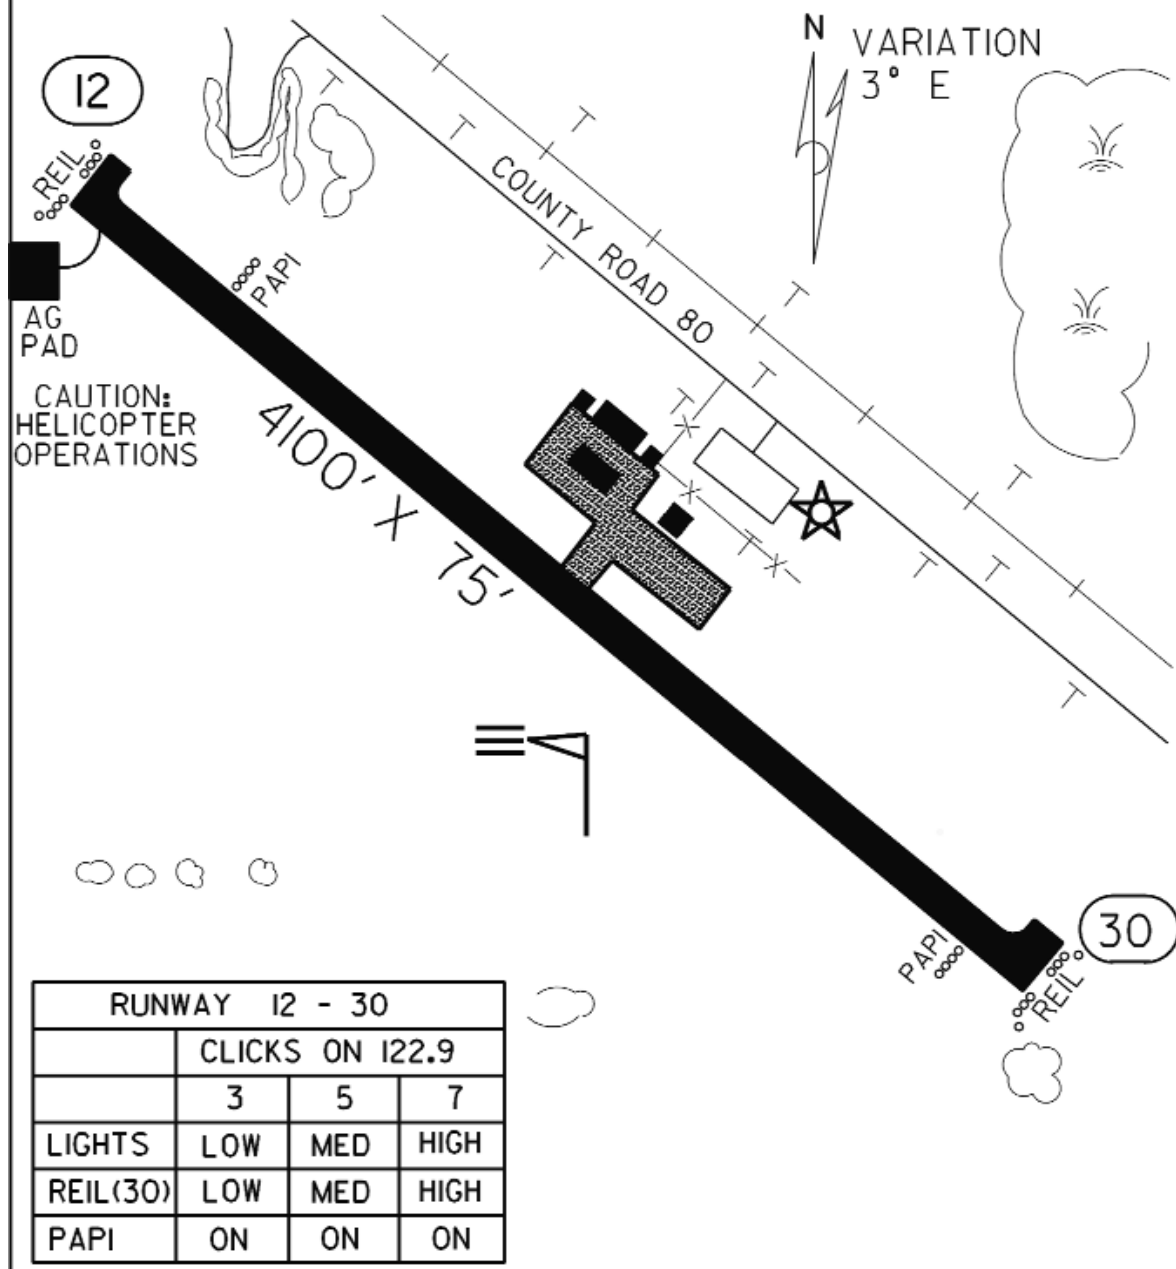 N
VARIATION
3° E
12
REIL
PAPI
COUNTY ROAD 80
AG
PAD
CAUTION:
HELICOPTER
OPERATIONS
4100' X 75'
PAPI
30
REIL
RUNWAY 12 - 30
CLICKS ON 122.9
3 5 7
LIGHTS LOW MED HIGH
REIL(30) LOW MED HIGH
PAPI ON ON ON